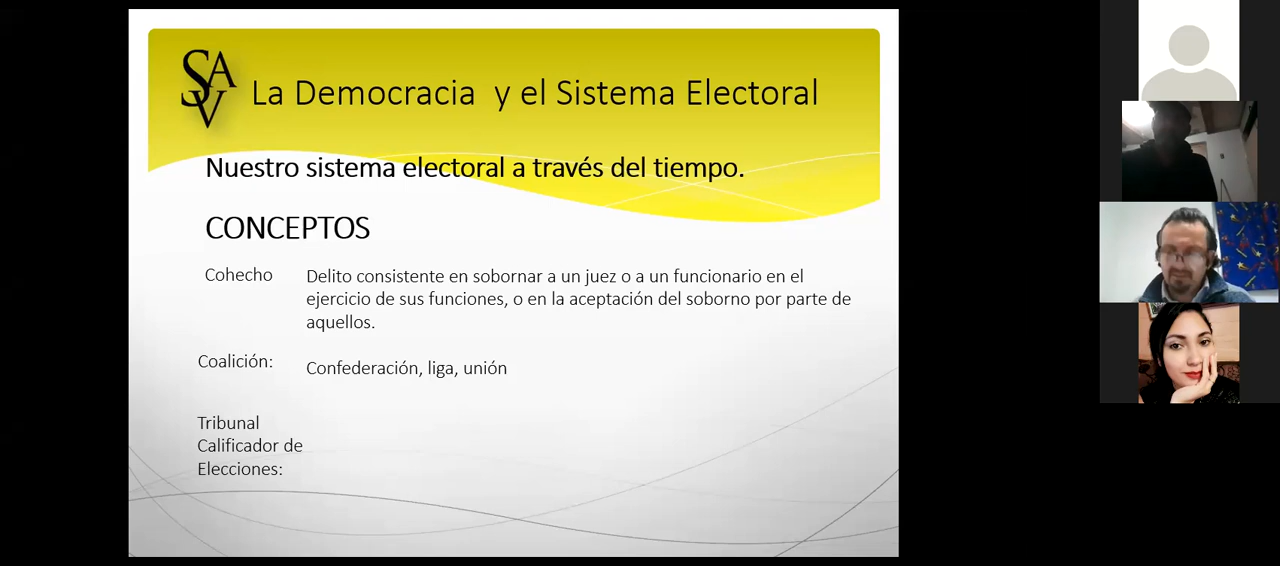 SAV
La Democracia y el Sistema Electoral
Nuestro sistema electoral a través del tiempo.
CONCEPTOS
Cohecho
Delito consistente en sobornar a un juez o a un funcionario en el
ejercicio de sus funciones, o en la aceptación del soborno por parte de
aquellos.
Coalición:
Confederación, liga, unión
Tribunal
Calificador de
Elecciones: